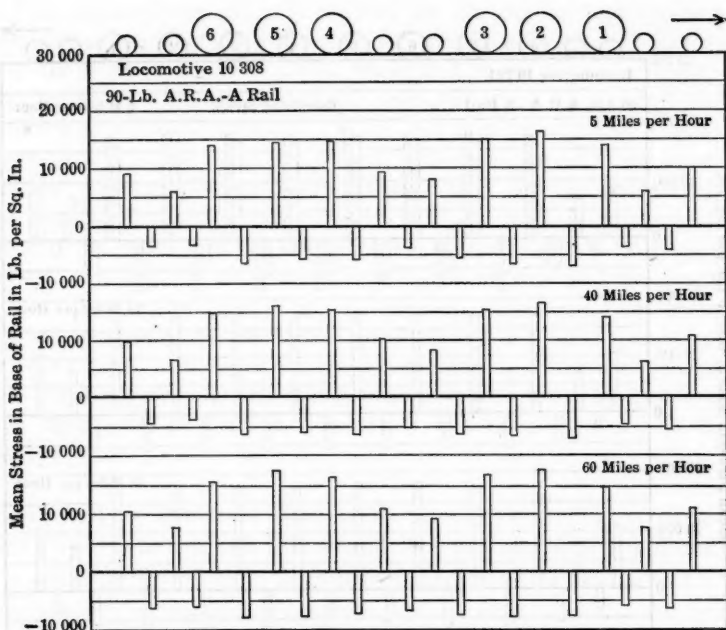 6 5 4 3 2 1
30 000
Locomotive 10 308
90-Lb. A.R.A.-A Rail
20 000
5 Miles per Hour
10 000
0
-10 000
40 Miles per Hour
10 000
0
-10 000
60 Miles per Hour
10 000
0
-10 000
Mean Stress in Base of Rail in Lb. per Sq. In.